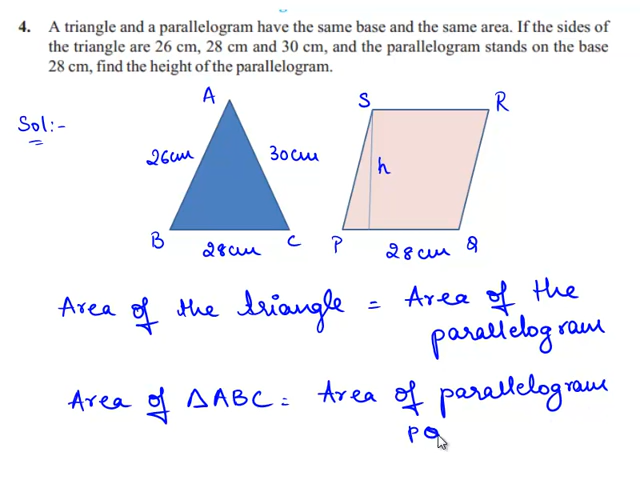 4. A triangle and a parallelogram have the same base and the same area. If the sides of
the triangle are 26 cm, 28 cm and 30 cm, and the parallelogram stands on the base
28 cm, find the height of the parallelogram.
Sol:-
A
26cm
30cm
B
28cm
C
S
R
h
P
28cm
Q
Area of the triangle = Area of the
parallelogram
Area of ΔABC = Area of parallelogram
PQ